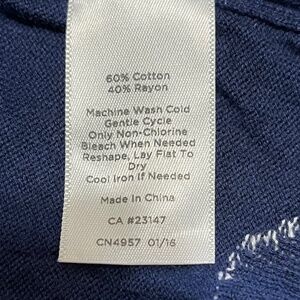 60% Cotton
40% Rayon
Machine Wash Cold
Gentle Cycle
Only Non-Chlorine
Bleach When Needed
Reshape, Lay Flat To
Dry
Cool Iron If Needed
Made In China
CA #23147
CN4957 01/16